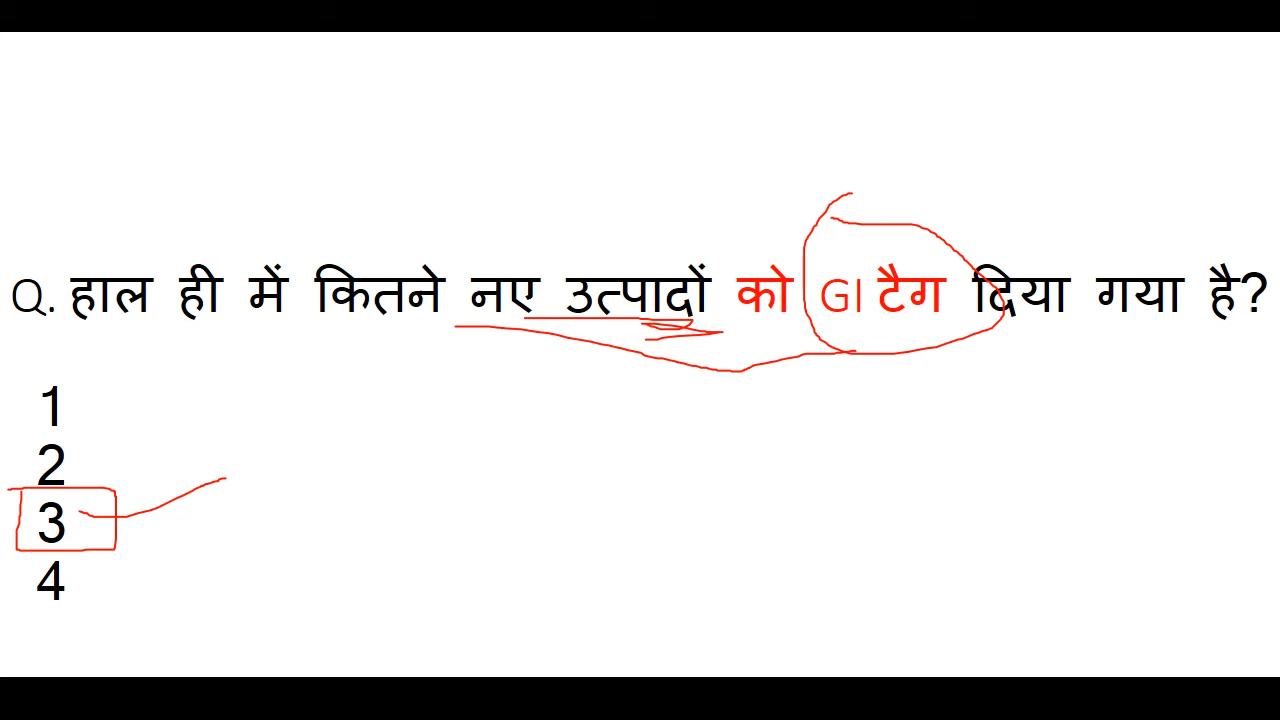 Q. हाल ही में कितने नए उत्पादों को GI टैग दिया गया है?
1
2
3
4